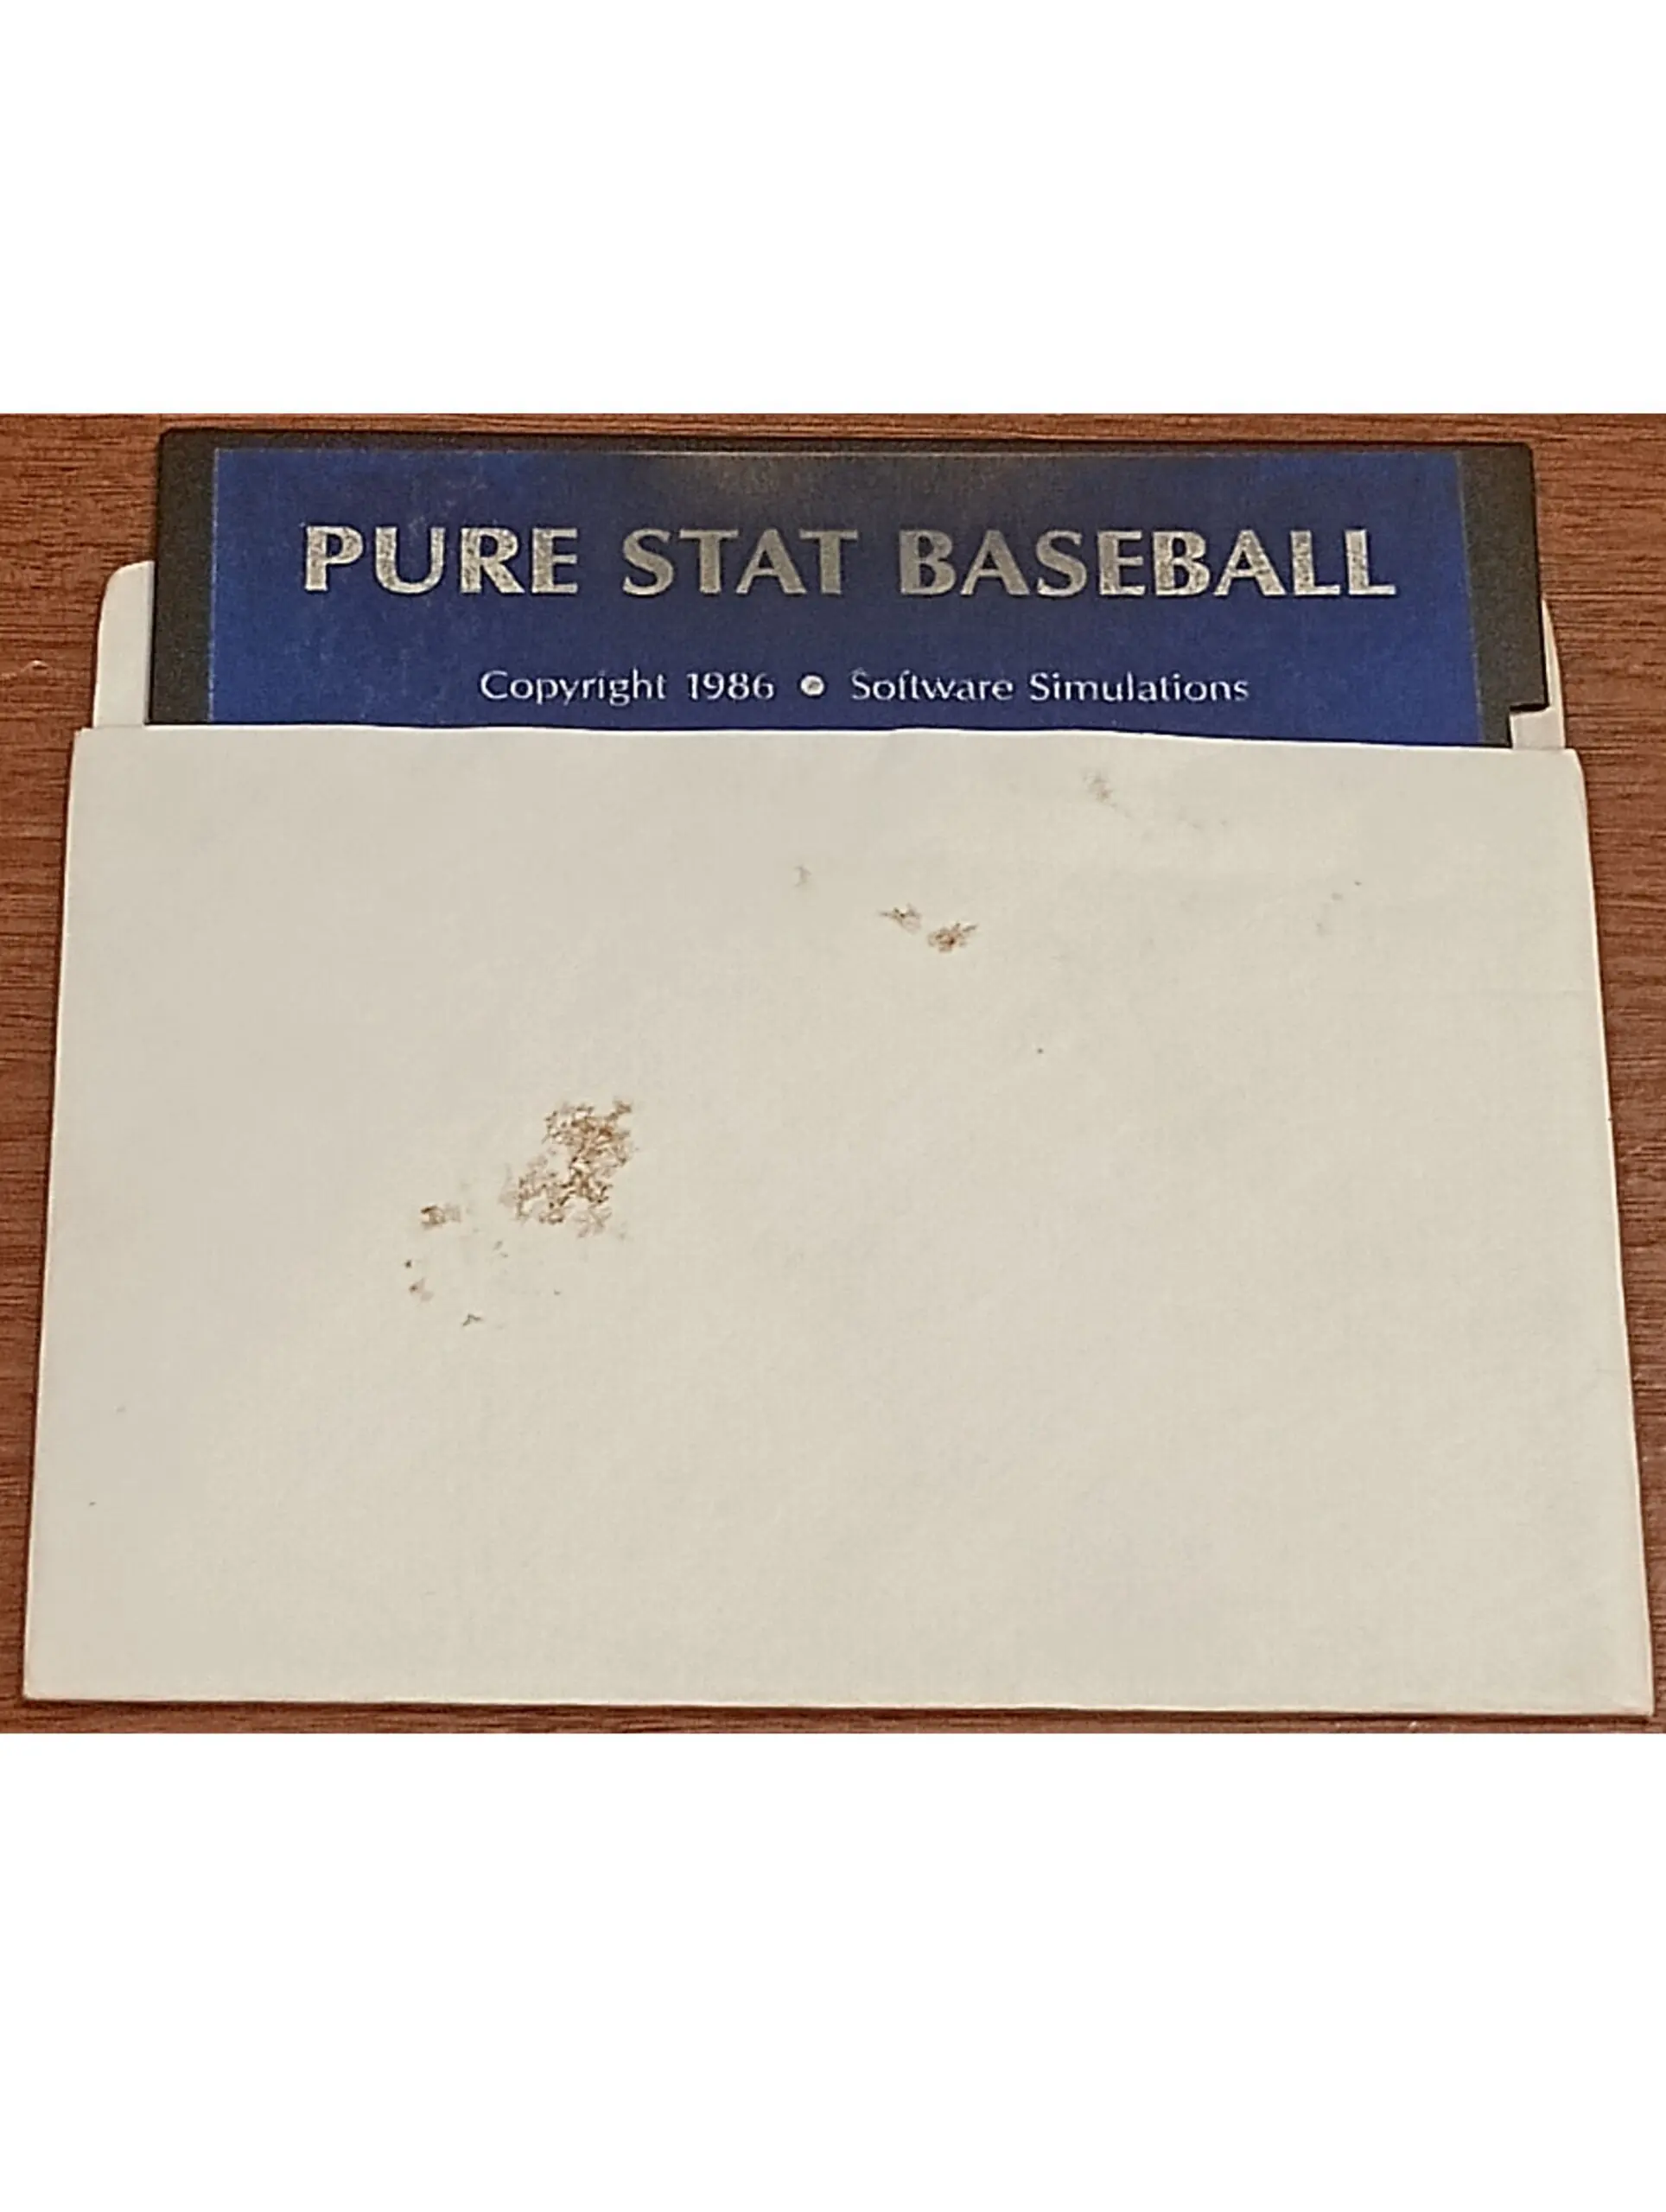 PURE STAT BASEBALL
Copyright 1986 ● Software Simulations